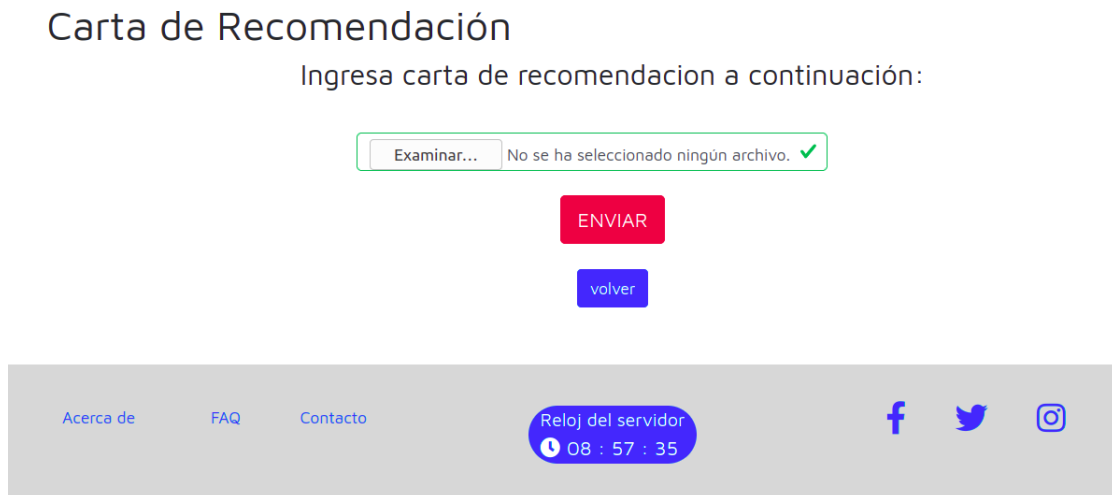 Carta de Recomendación
Ingresa carta de recomendacion a continuación:
Examinar... No se ha seleccionado ningún archivo.
ENVIAR
volver
Acerca de FAQ Contacto
Reloj del servidor
08 : 57 : 35